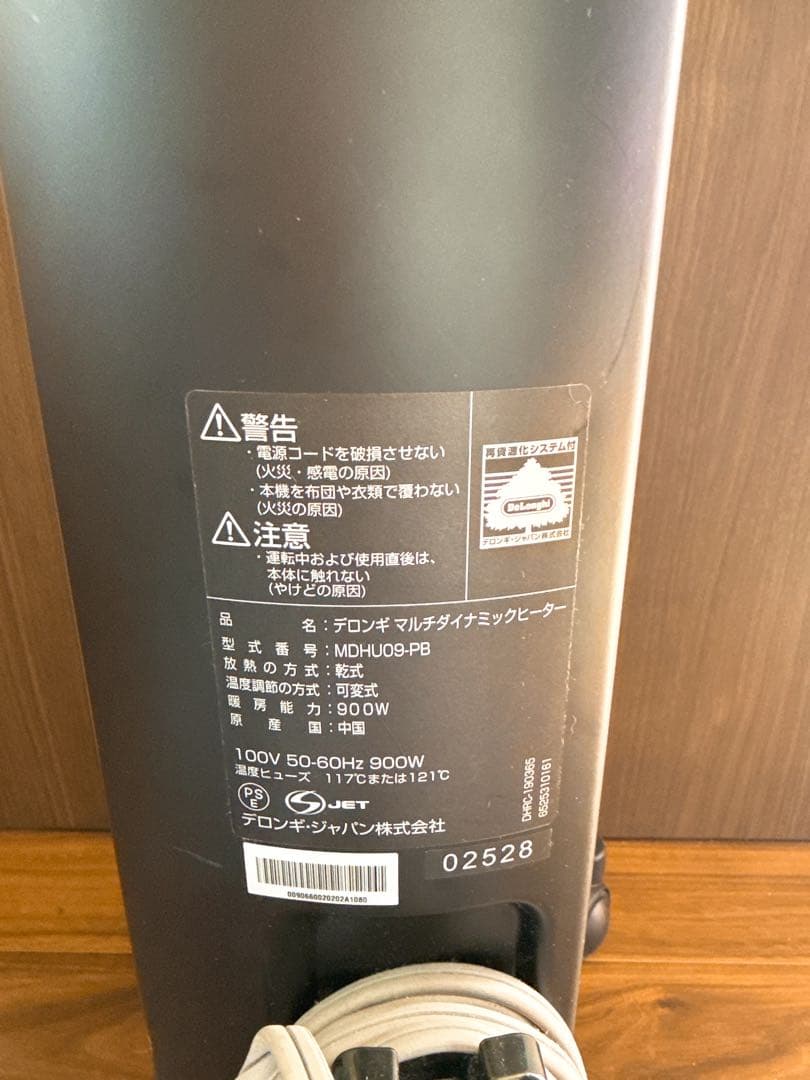 警告
・電源コードを破損させない
(火災・感電の原因)
・本機を布団や衣類で覆わない
(火災の原因)
注意
・運転中および使用直後は、
本体に触れない
(やけどの原因)
再資源化システム付
DeLonghi
デロンギ・ジャパン株式会社
品名：デロンギ マルチダイナミックヒーター
型式番号：MDHU09-PB
放熱の方式：乾式
温度調節の方式：可変式
暖房能力：900W
原産国：中国
100V 50-60Hz 900W
温度ヒューズ 117℃または121℃
PSE
JET
デロンギ・ジャパン株式会社
DHRC-190365
6525310161
0090660020202A1080
02528